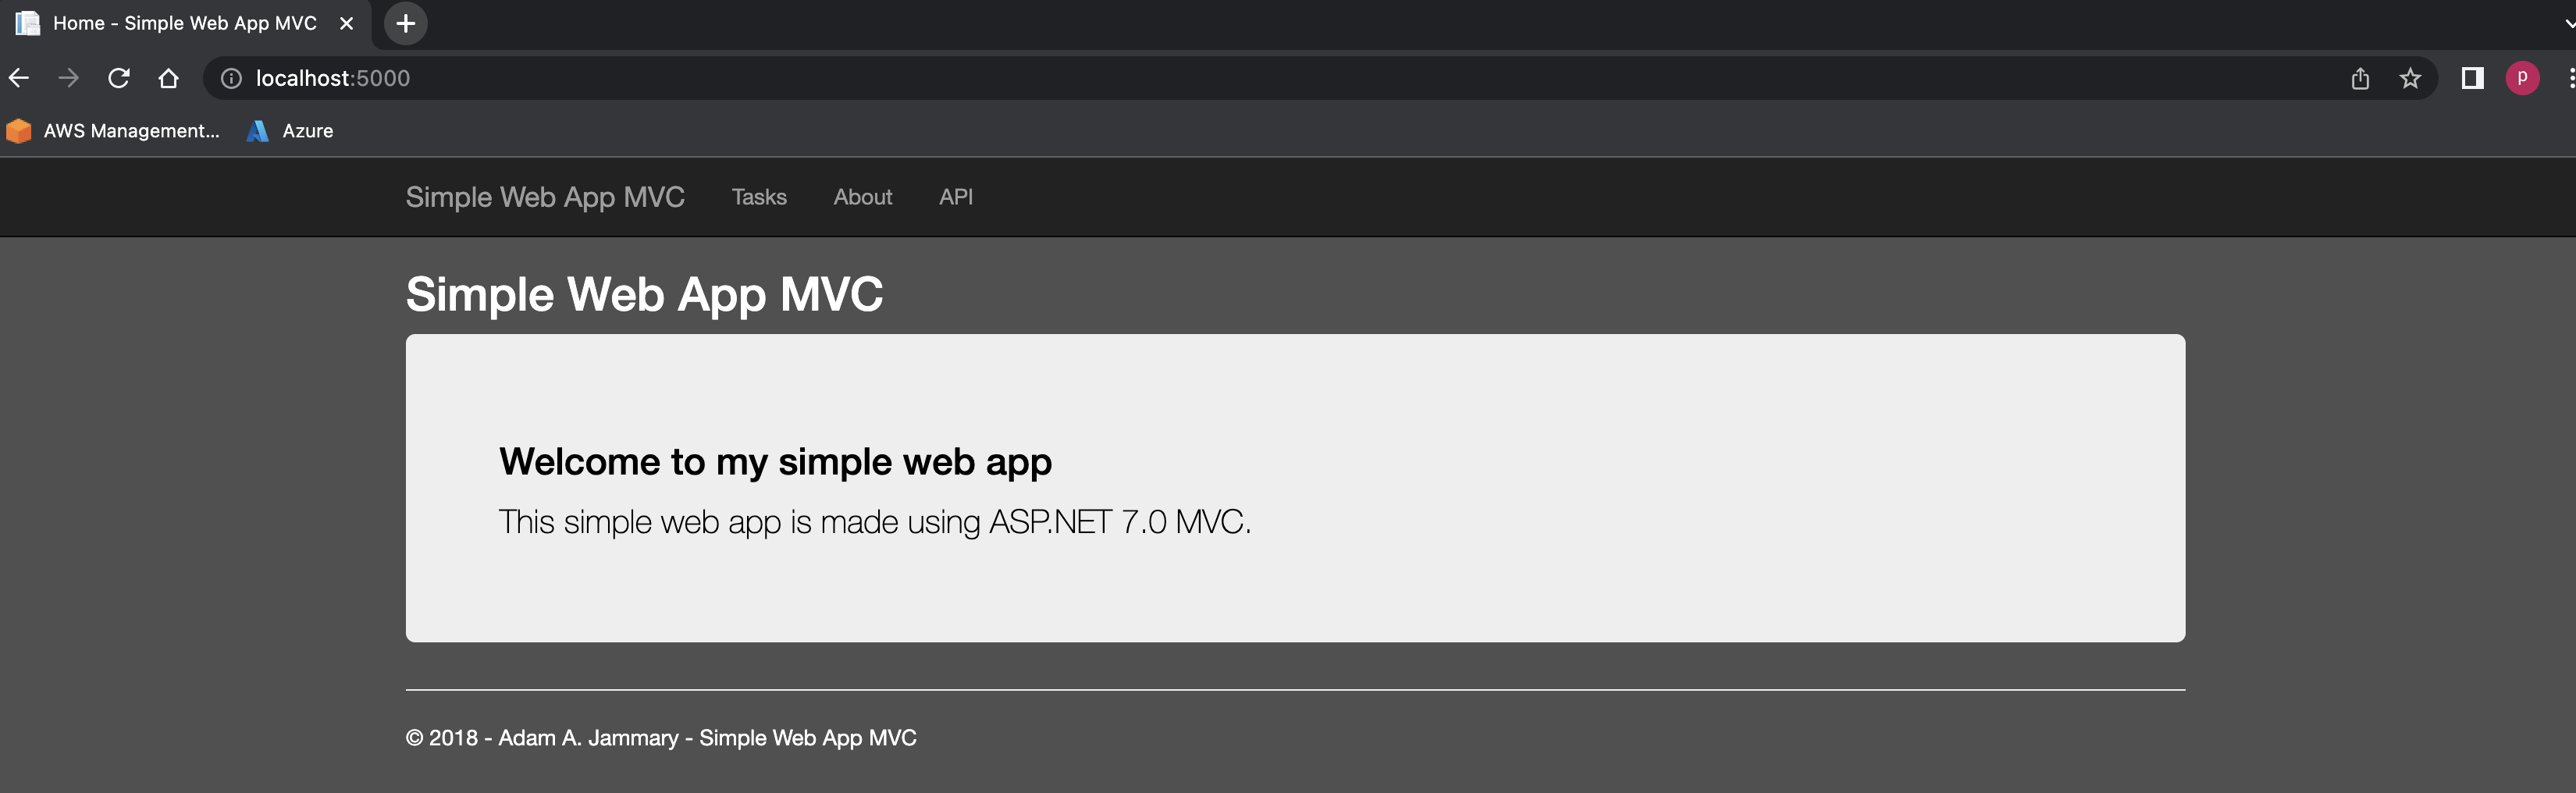 Home - Simple Web App MVC
localhost:5000
p
AWS Management...
Azure
Simple Web App MVC Tasks About API
Simple Web App MVC
Welcome to my simple web app
This simple web app is made using ASP.NET 7.0 MVC.
© 2018 - Adam A. Jammary - Simple Web App MVC